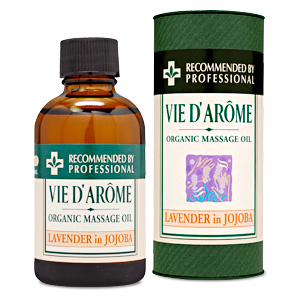 RECOMMENDED BY
PROFESSIONAL
VIE D'ARÔME
ORGANIC MASSAGE OIL
LAVENDER in JOJOBA
RECOMMENDED BY
PROFESSIONAL
VIE D'ARÔME
ORGANIC MASSAGE OIL
LAVENDER in JOJOBA